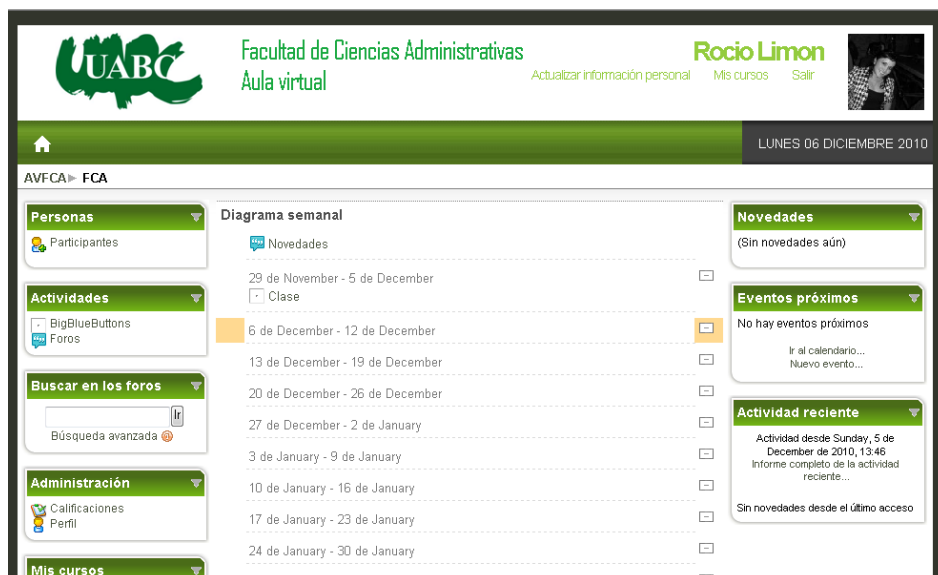 UABC
Facultad de Ciencias Administrativas
Aula virtual
Rocio Limon
Actualizar información personal Mis cursos Salir
LUNES 06 DICIEMBRE 2010
AVFCA► FCA
Personas
Participantes
Actividades
BigBlueButtons
Foros
Buscar en los foros
Ir
Búsqueda avanzada
Administración
Calificaciones
Perfil
Mis cursos
Diagrama semanal
Novedades
29 de November - 5 de December
Clase
6 de December - 12 de December
13 de December - 19 de December
20 de December - 26 de December
27 de December - 2 de January
3 de January - 9 de January
10 de January - 16 de January
17 de January - 23 de January
24 de January - 30 de January
Novedades
(Sin novedades aún)
Eventos próximos
No hay eventos próximos
Ir al calendario...
Nuevo evento...
Actividad reciente
Actividad desde Sunday, 5 de
December de 2010, 13:46
Informe completo de la actividad
reciente...
Sin novedades desde el último acceso